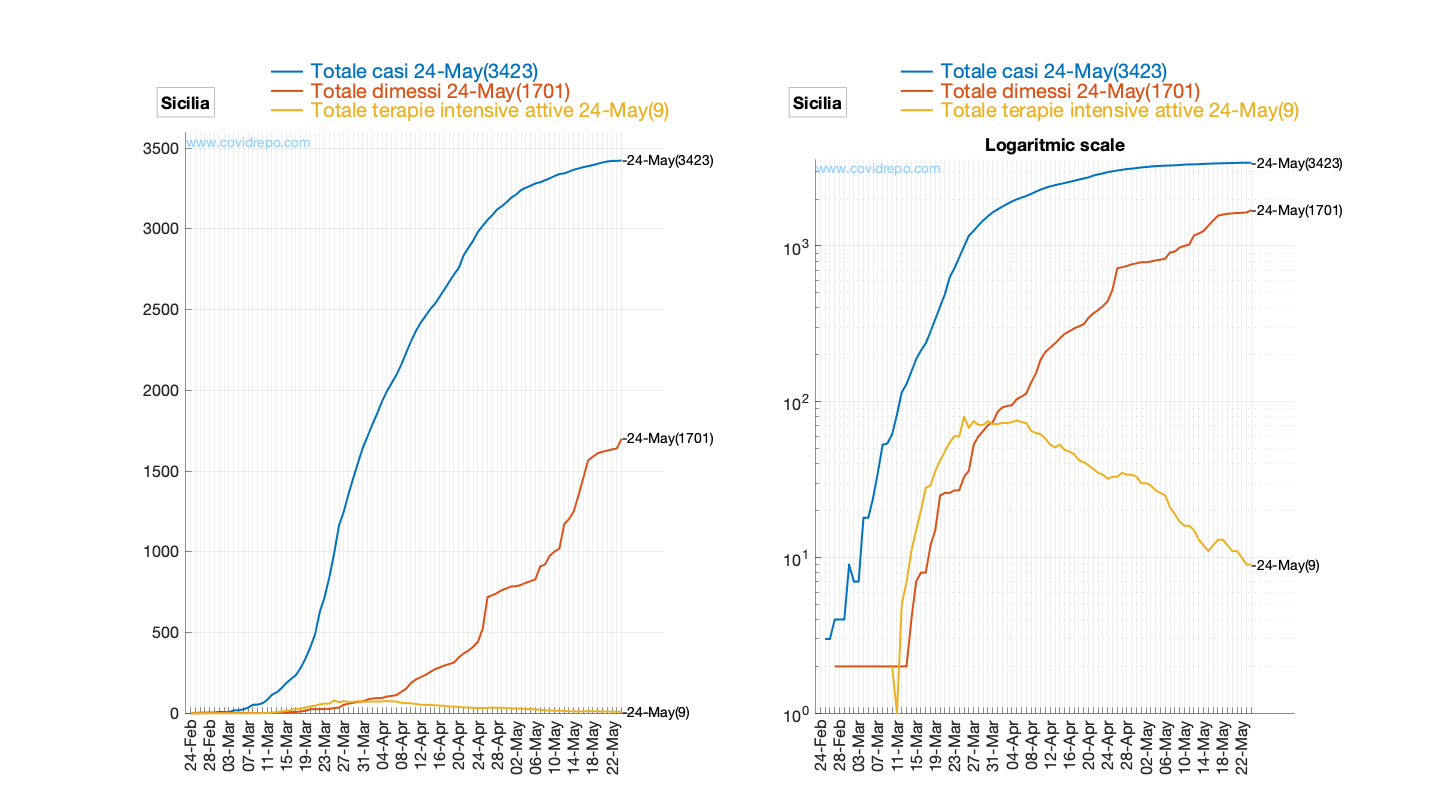 Totale casi 24-May(3423)
Totale dimessi 24-May(1701)
Totale terapie intensive attive 24-May(9)
Sicilia
www.covidrepo.com
3500
3000
2500
2000
1500
1000
500
0
-24-May(3423)
-24-May(1701)
-24-May(9)
24-Feb
28-Feb
03-Mar
07-Mar
11-Mar
15-Mar
19-Mar
23-Mar
27-Mar
31-Mar
04-Apr
08-Apr
12-Apr
16-Apr
20-Apr
24-Apr
28-Apr
02-May
06-May
10-May
14-May
18-May
22-May
Totale casi 24-May(3423)
Totale dimessi 24-May(1701)
Totale terapie intensive attive 24-May(9)
Sicilia
Logaritmic scale
www.covidrepo.com
10³
10²
10¹
10⁰
-24-May(3423)
-24-May(1701)
-24-May(9)
24-Feb
28-Feb
03-Mar
07-Mar
11-Mar
15-Mar
19-Mar
23-Mar
27-Mar
31-Mar
04-Apr
08-Apr
12-Apr
16-Apr
20-Apr
24-Apr
28-Apr
02-May
06-May
10-May
14-May
18-May
22-May